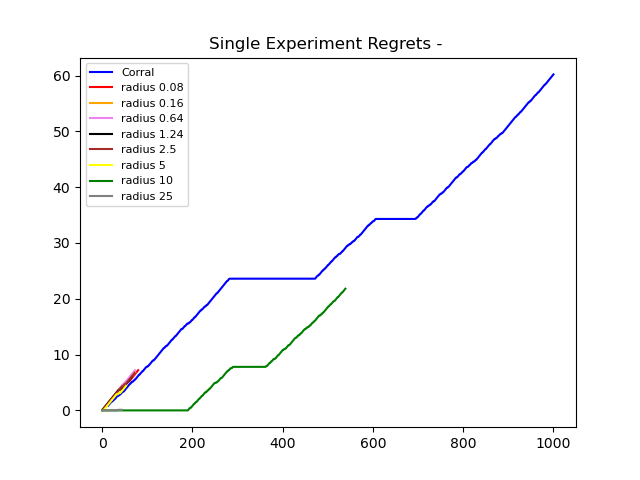 Single Experiment Regrets -
Corral
radius 0.08
radius 0.16
radius 0.64
radius 1.24
radius 2.5
radius 5
radius 10
radius 25
60
50
40
30
20
10
0
0 200 400 600 800 1000